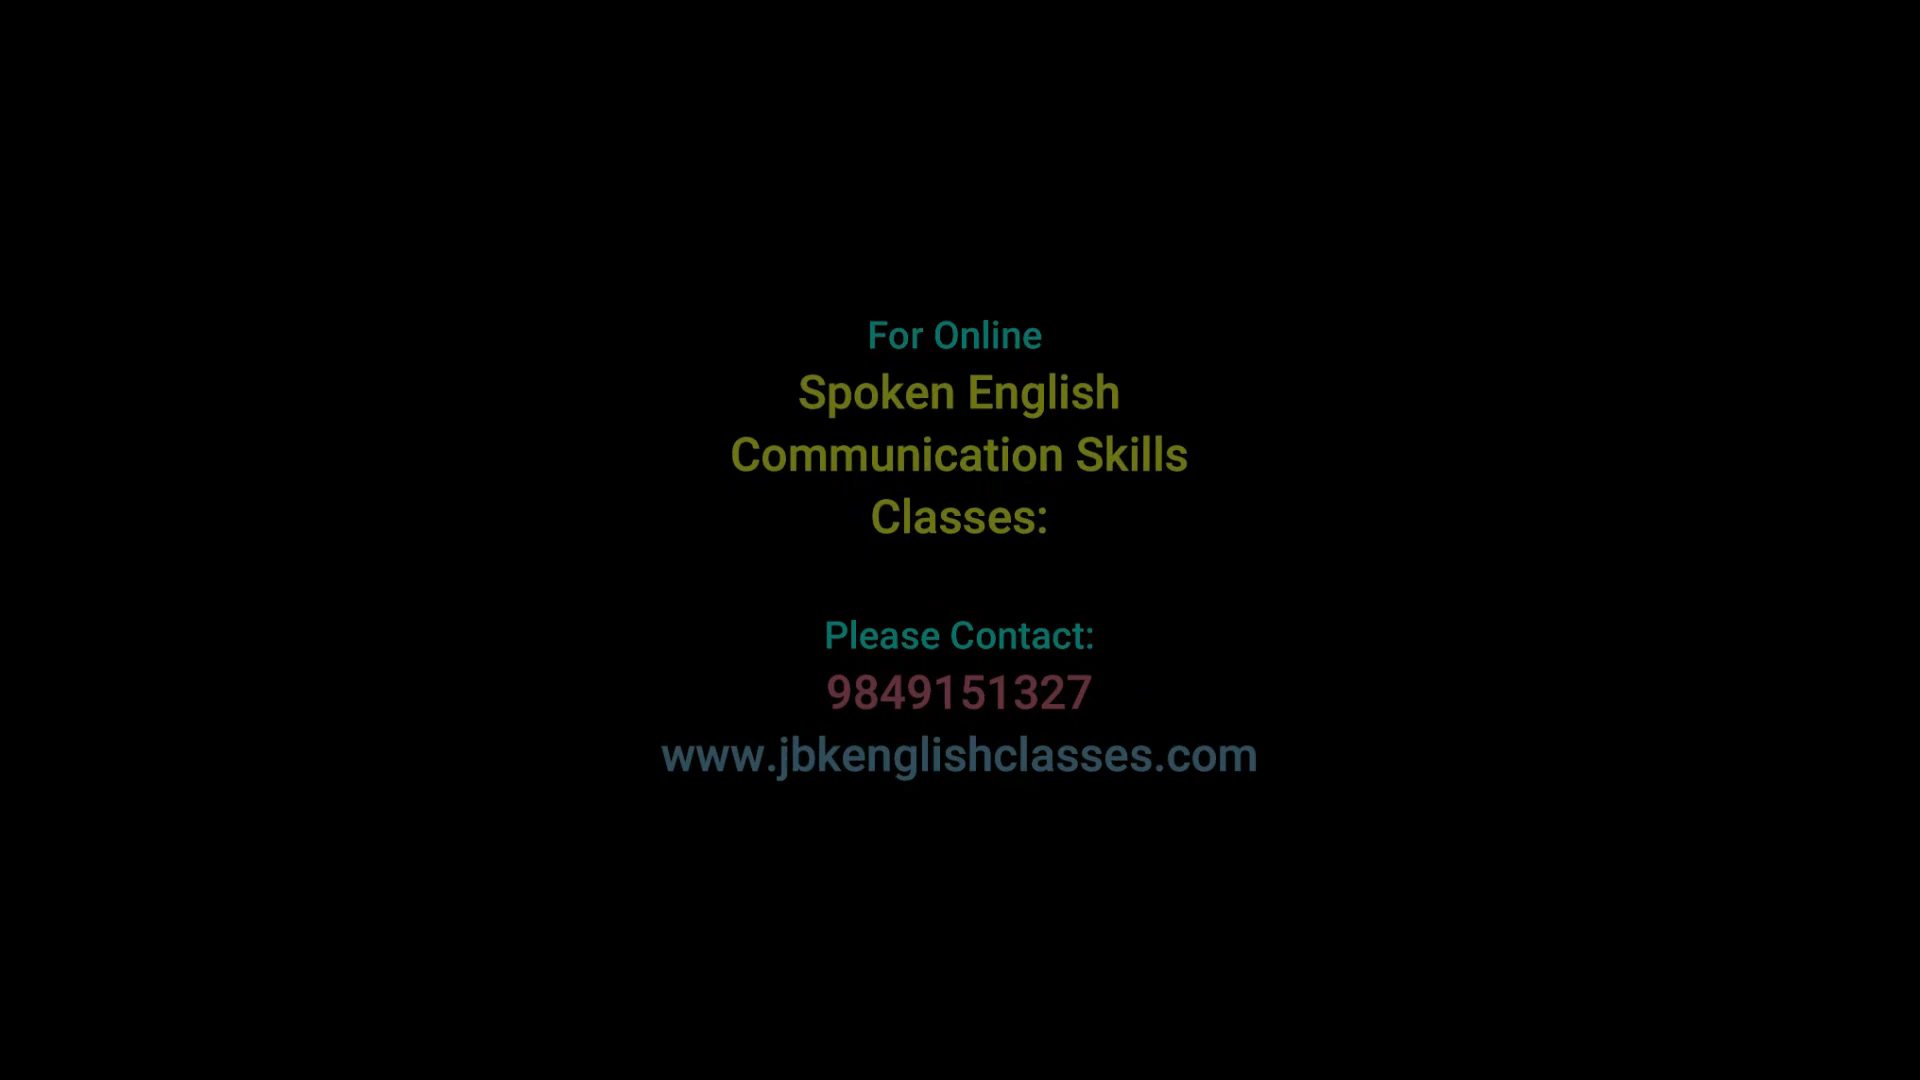 For Online
Spoken English
Communication Skills
Classes:
Please Contact:
9849151327
www.jbkenglishclasses.com